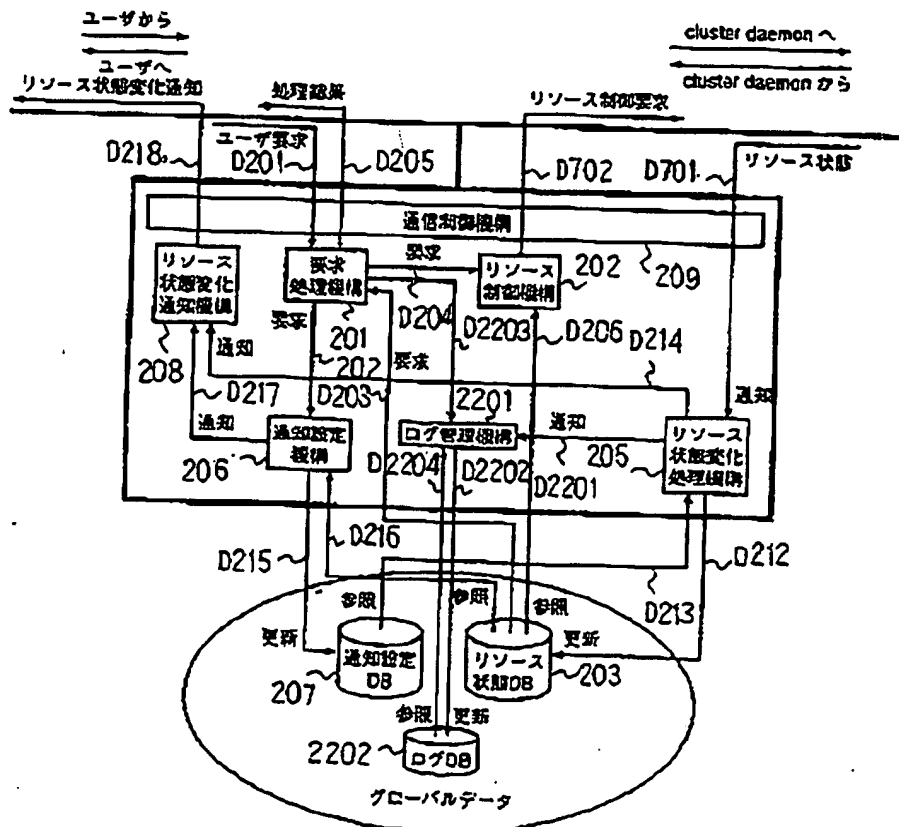 ユーザから
ユーザへ
リソース状態変化通知
処理結果
リソース制御要求
cluster daemon へ
cluster daemon から
ユーザ要求
リソース状態
D218
D201
D205
D702
D701
通信制御機構
リソース
状態変化
通知機構
要求
処理機構
要求
リソース
制御機構
202
209
208
要求
201
202
D204
D2203
D206
D214
通知
D217
D203
要求
通知
通知
2201
通知設定
機構
206
ログ管理機構
通知
205
リソース
状態変化
処理機構
D2204
D2202
D2201
D215
D216
D212
D213
参照
参照
参照
更新
更新
通知設定
DB
207
リソース
状態DB
203
参照
更新
2202
ログDB
グローバルデータ